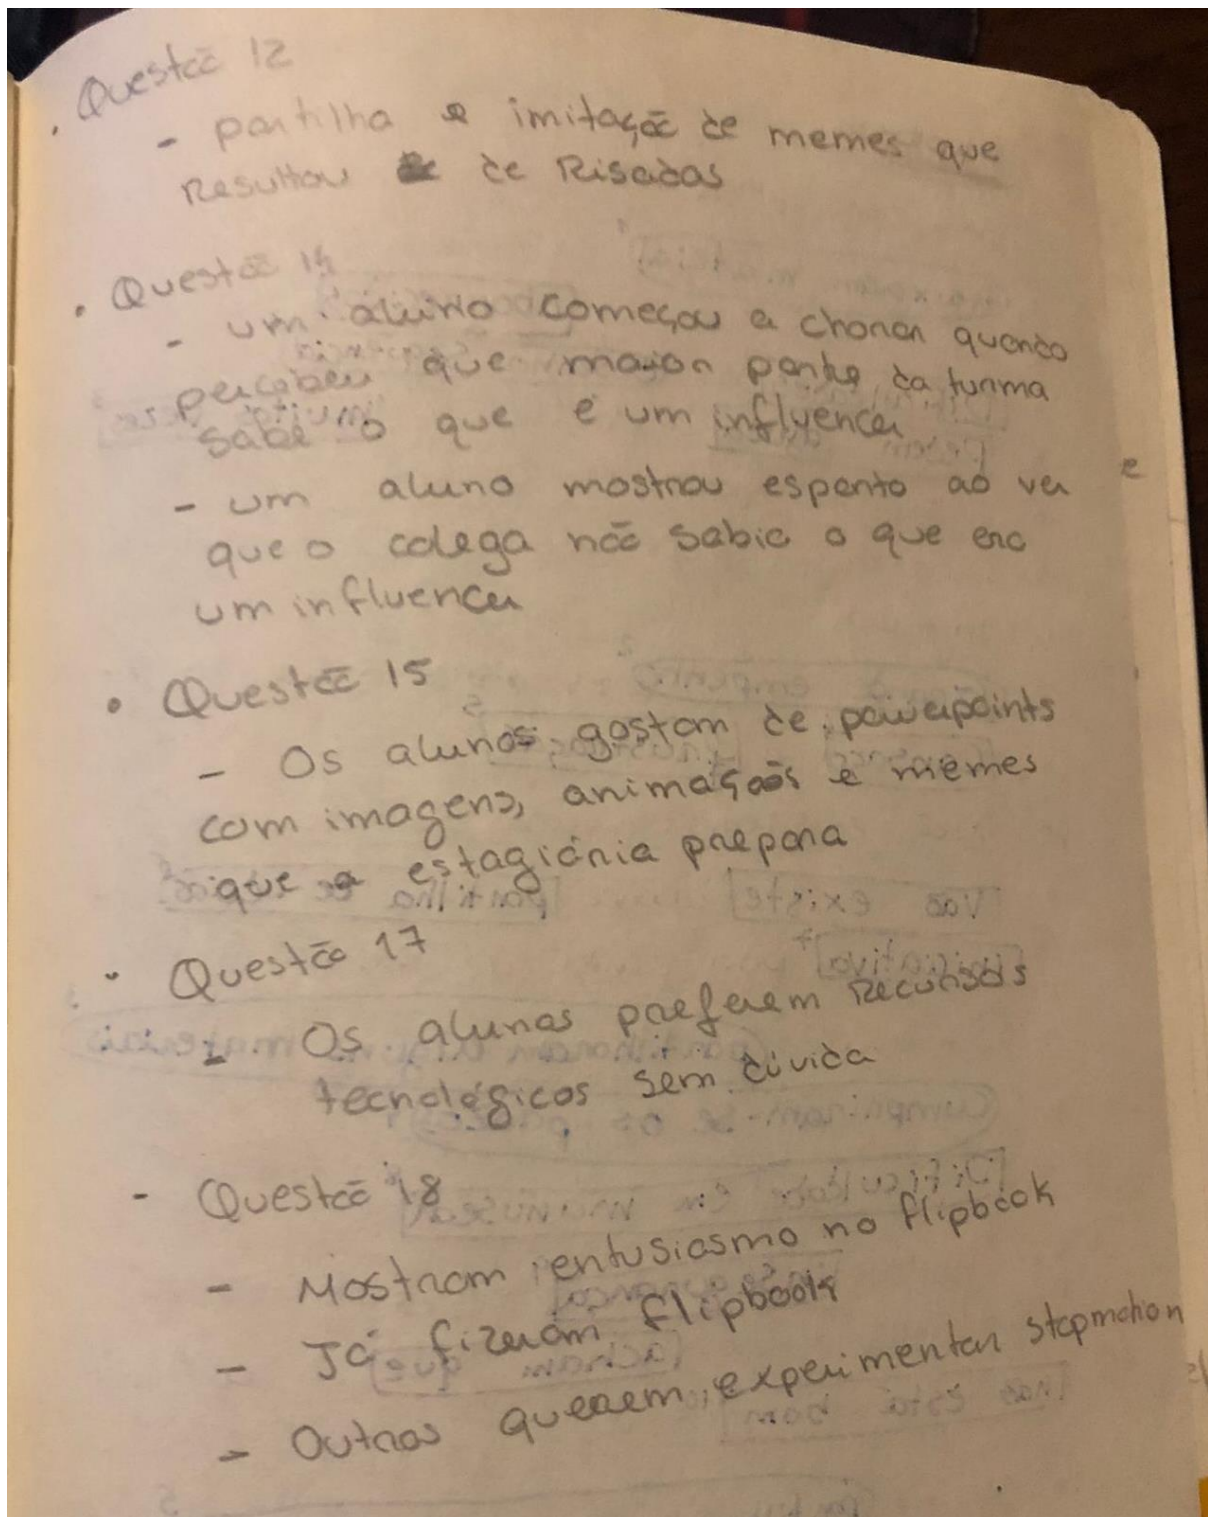 . Questão 12
- partilha e imitação de memes que
Resultou de Risadas
. Questão 14
- um aluno começou a chorar quando
percebeu que maior parte da turma
sabe o que é um influencer
- um aluno mostrou espanto ao ver
que o colega não sabia o que era
um influencer
• Questão 15
- Os alunos gostam de powerpoints
com imagens, animações e memes
que a estagiária prepara
- Questão 17
- Os alunos preferem Recursos
tecnológicos sem dúvida
- Questão 18
- Mostram entusiasmo no flipbook
- Já fizeram flipbook
- Outros querem experimentar stopmotion